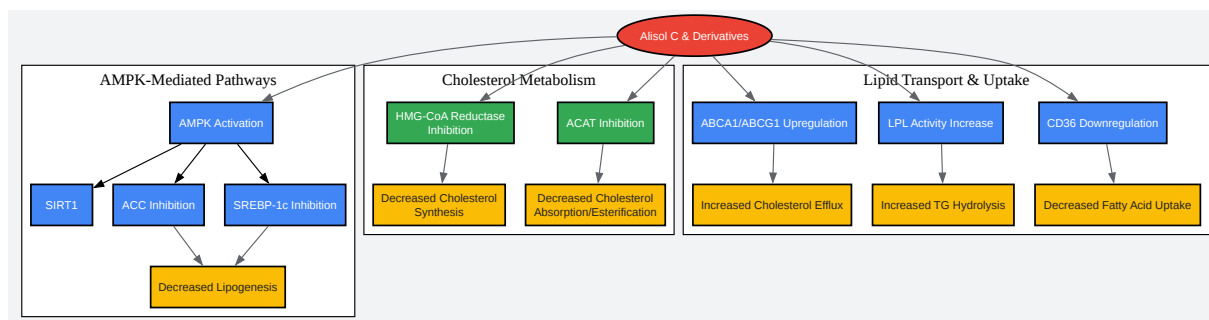 Alisol C & Derivatives
AMPK-Mediated Pathways
Cholesterol Metabolism
Lipid Transport & Uptake
AMPK Activation
HMG-CoA Reductase
Inhibition
ACAT Inhibition
ABCA1/ABCG1 Upregulation
LPL Activity Increase
CD36 Downregulation
SIRT1
ACC Inhibition
SREBP-1c Inhibition
Decreased Cholesterol
Synthesis
Decreased Cholesterol
Absorption/Esterification
Increased Cholesterol Efflux
Increased TG Hydrolysis
Decreased Fatty Acid Uptake
Decreased Lipogenesis